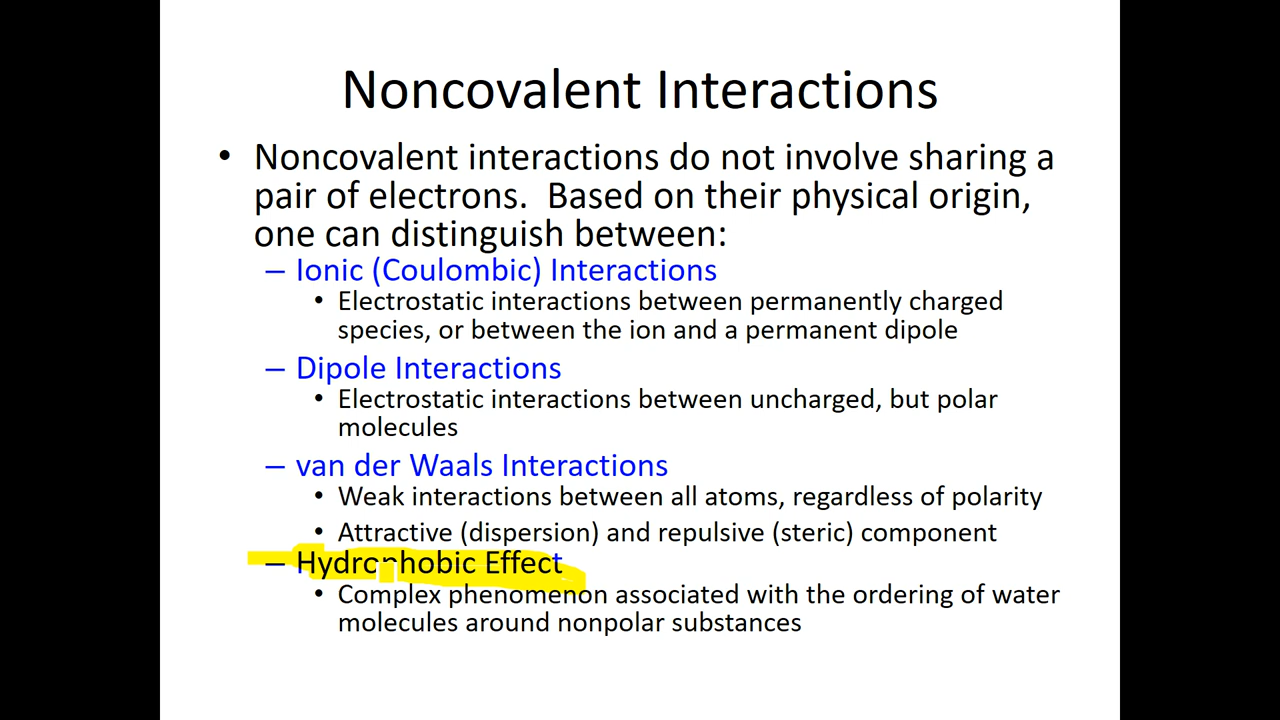 Noncovalent Interactions
• Noncovalent interactions do not involve sharing a
pair of electrons.  Based on their physical origin,
one can distinguish between:
– Ionic (Coulombic) Interactions
• Electrostatic interactions between permanently charged
species, or between the ion and a permanent dipole
– Dipole Interactions
• Electrostatic interactions between uncharged, but polar
molecules
– van der Waals Interactions
• Weak interactions between all atoms, regardless of polarity
• Attractive (dispersion) and repulsive (steric) component
– Hydrophobic Effect
• Complex phenomenon associated with the ordering of water
molecules around nonpolar substances